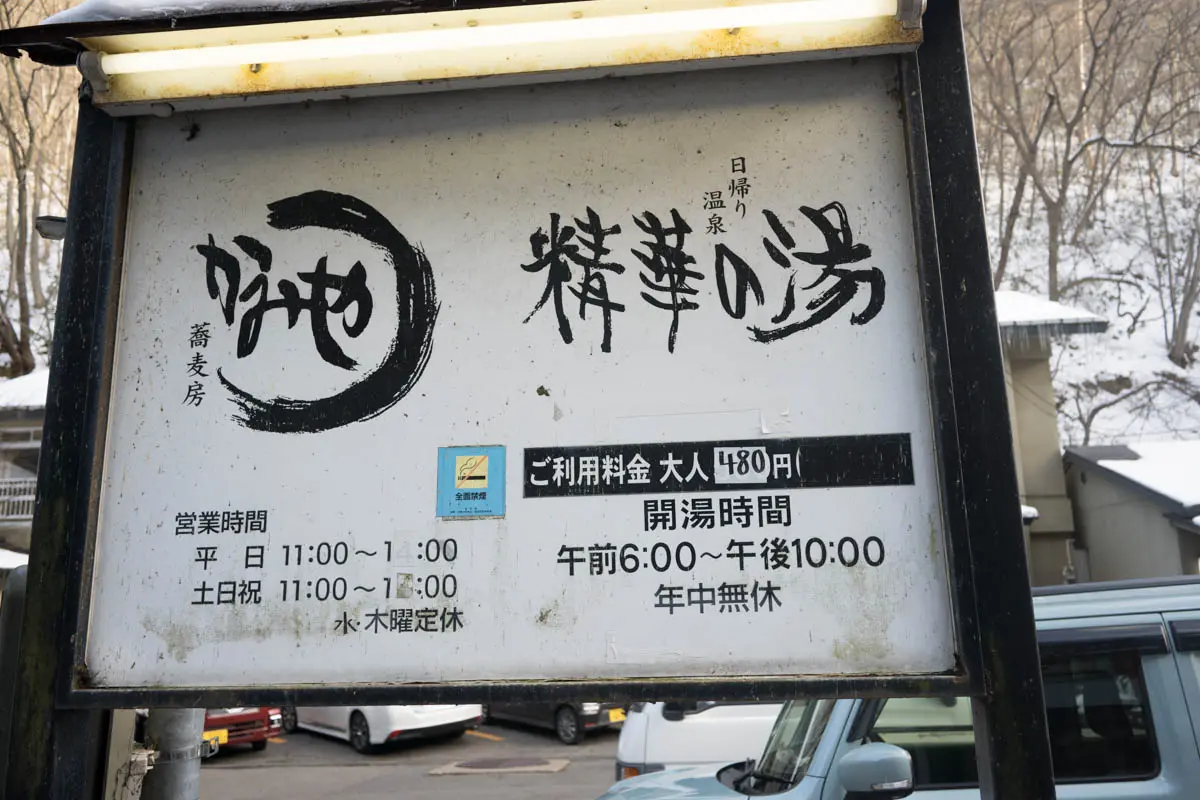 かみや
蕎麦房
日帰り
温泉
精華の湯
全面禁煙
ご利用料金 大人480円
開湯時間
午前6:00～午後10:00
年中無休
営業時間
平 日 11:00～1 :00
土日祝 11:00～1 :00
水・木曜定休